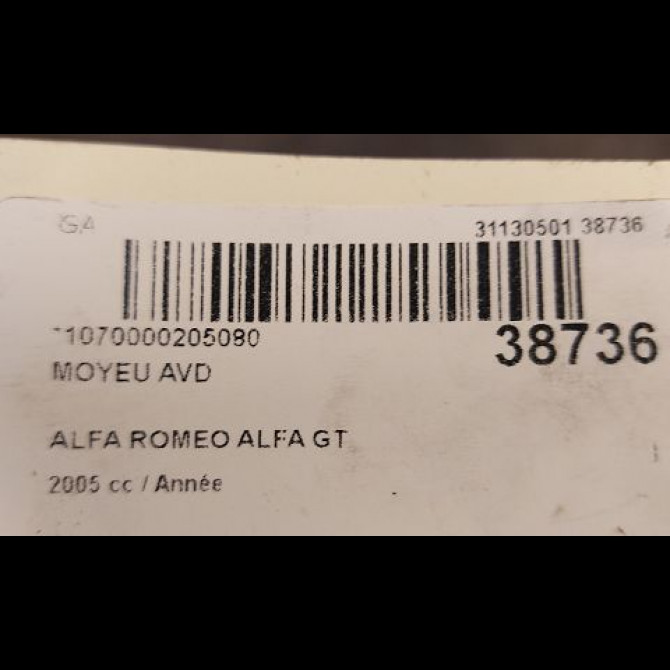 31130501 38736
1070000205080
38736
MOYEU AVD
ALFA ROMEO ALFA GT
2005 cc / Année